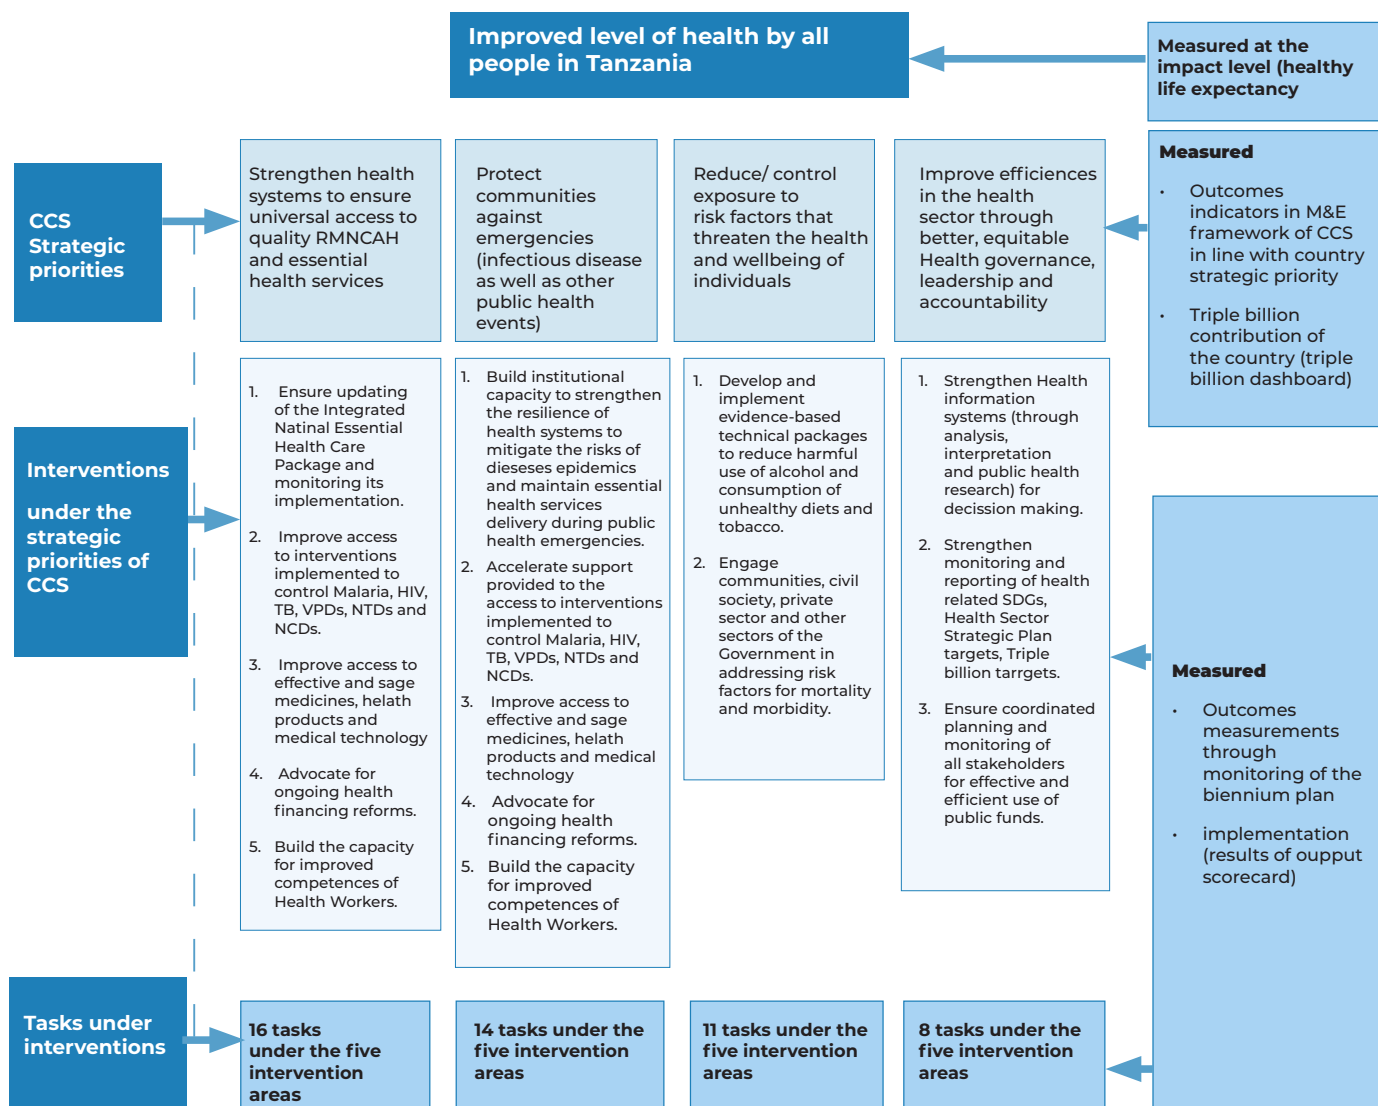 Improved level of health by all
people in Tanzania
Measured at the
impact level (healthy
life expectancy
CCS
Strategic
priorities
Strengthen health
systems to ensure
universal access to
quality RMNCAH
and essential
health services
Protect
communities
against
emergencies
(infectious disease
as well as other
public health
events)
Reduce/ control
exposure to
risk factors that
threaten the health
and wellbeing of
individuals
Improve efficiences
in the health
sector through
better, equitable
Health governance,
leadership and
accountability
Measured
• Outcomes
indicators in M&E
framework of CCS
in line with country
strategic priority
• Triple billion
contribution of
the country (triple
billion dashboard)
Interventions
under the
strategic
priorities of
CCS
1. Ensure updating
of the Integrated
Natinal Essential
Health Care
Package and
monitoring its
implementation.
2. Improve access
to interventions
implemented to
control Malaria, HIV,
TB, VPDs, NTDs and
NCDs.
3. Improve access to
effective and sage
medicines, helath
products and
medical technology
4. Advocate for
ongoing health
financing reforms.
5. Build the capacity
for improved
competences of
Health Workers.
1. Build institutional
capacity to strengthen
the resilience of
health systems to
mitigate the risks of
dieseses epidemics
and maintain essential
health services
delivery during public
health emergencies.
2. Accelerate support
provided to the
access to interventions
implemented to
control Malaria, HIV,
TB, VPDs, NTDs and
NCDs.
3. Improve access to
effective and sage
medicines, helath
products and medical
technology
4. Advocate for
ongoing health
financing reforms.
5. Build the capacity
for improved
competences of
Health Workers.
1. Develop and
implement
evidence-based
technical packages
to reduce harmful
use of alcohol and
consumption of
unhealthy diets and
tobacco.
2. Engage
communities, civil
society, private
sector and other
sectors of the
Government in
addressing risk
factors for mortality
and morbidity.
1. Strengthen Health
information
systems (through
analysis,
interpretation
and public health
research) for
decission making.
2. Strengthen
monitoring and
reporting of health
related SDGs,
Health Sector
Strategic Plan
targets, Triple
billion tarrgets.
3. Ensure coordinated
planning and
monitoring of
all stakeholders
for effective and
efficient use of
public funds.
Measured
• Outcomes
measurements
through
monitoring of the
biennium plan
• implementation
(results of oupput
scorecard)
Tasks under
interventions
16 tasks
under the five
intervention
areas
14 tasks under the
five intervention
areas
11 tasks under the
five intervention
areas
8 tasks under the
five intervention
areas